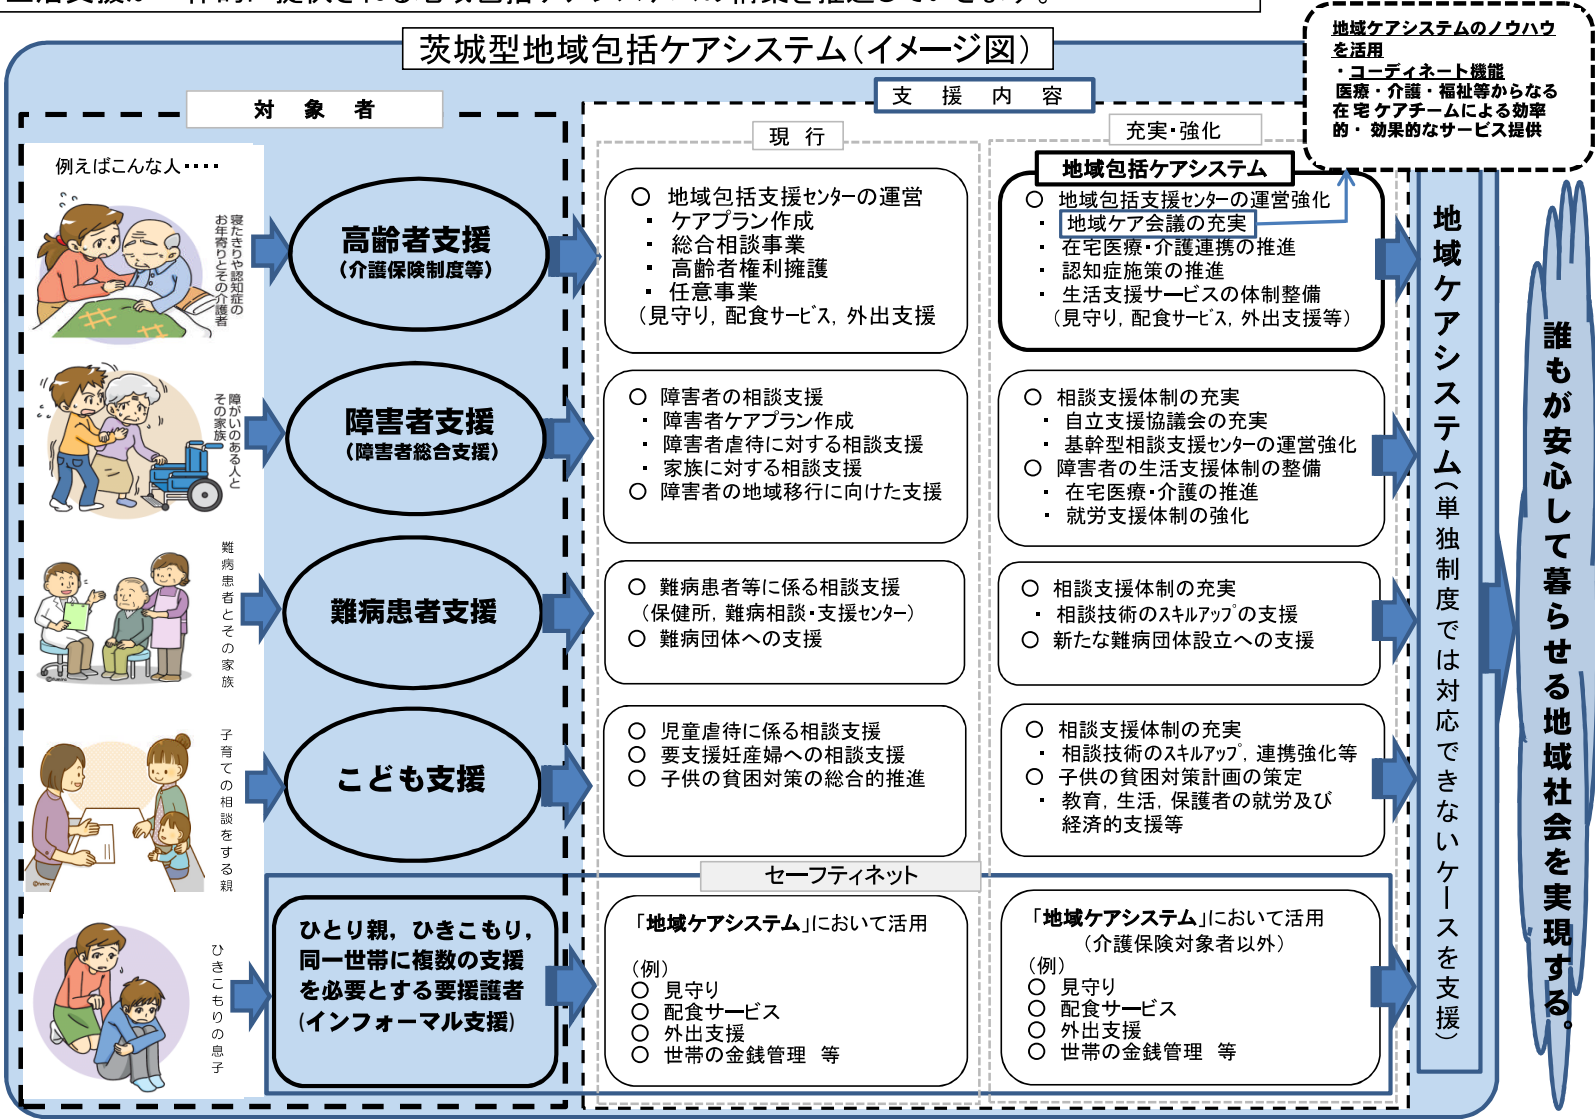 茨城型地域包括ケアシステム（イメージ図）
地域ケアシステムのノウハウ
を活用
・コーディネート機能
医療・介護・福祉等からなる
在宅ケアチームによる効率
的・効果的なサービス提供
対象者
支援内容
現行
充実・強化
例えばこんな人・・・・
寝たきりや認知症の
お年寄りとその介護者
高齢者支援
（介護保険制度等）
○ 地域包括支援センターの運営
・ ケアプラン作成
・ 総合相談事業
・ 高齢者権利擁護
・ 任意事業
（見守り，配食サービス，外出支援
地域包括ケアシステム
○ 地域包括支援センターの運営強化
・ 地域ケア会議の充実
・ 在宅医療・介護連携の推進
・ 認知症施策の推進
・ 生活支援サービスの体制整備
（見守り，配食サービス，外出支援等）
障がいのある人と
その家族
障害者支援
（障害者総合支援）
○ 障害者の相談支援
・ 障害者ケアプラン作成
・ 障害者虐待に対する相談支援
・ 家族に対する相談支援
○ 障害者の地域移行に向けた支援
○ 相談支援体制の充実
・ 自立支援協議会の充実
・ 基幹型相談支援センターの運営強化
○ 障害者の生活支援体制の整備
・ 在宅医療・介護の推進
・ 就労支援体制の強化
難病患者とその家族
難病患者支援
○ 難病患者等に係る相談支援
（保健所，難病相談・支援センター）
○ 難病団体への支援
○ 相談支援体制の充実
・ 相談技術のスキルアップの支援
○ 新たな難病団体設立への支援
子育ての相談をする親
こども支援
○ 児童虐待に係る相談支援
○ 要支援妊産婦への相談支援
○ 子供の貧困対策の総合的推進
○ 相談支援体制の充実
・ 相談技術のスキルアップ，連携強化等
○ 子供の貧困対策計画の策定
・ 教育，生活，保護者の就労及び
経済的支援等
セーフティネット
ひきこもりの息子
ひとり親，ひきこもり，
同一世帯に複数の支援
を必要とする要援護者
(インフォーマル支援)
「地域ケアシステム」において活用
（例）
○ 見守り
○ 配食サービス
○ 外出支援
○ 世帯の金銭管理 等
「地域ケアシステム」において活用
（介護保険対象者以外）
（例）
○ 見守り
○ 配食サービス
○ 外出支援
○ 世帯の金銭管理 等
地域ケアシステム（単独制度では対応できないケースを支援）
誰もが安心して暮らせる地域社会を実現する。